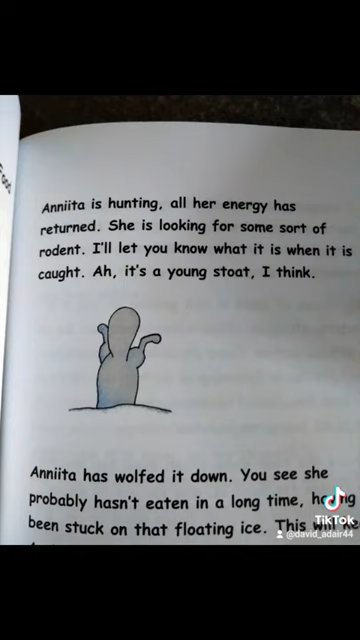 Food
Anniita is hunting, all her energy has
returned. She is looking for some sort of
rodent. I'll let you know what it is when it is
caught. Ah, it's a young stoat, I think.
Anniita has wolfed it down. You see she
probably hasn't eaten in a long time,
been stuck on that floating ice. This
TikTok
@david_adair44